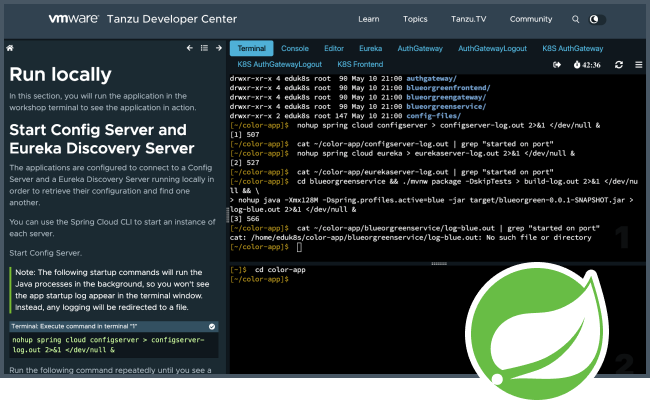 vmware® Tanzu Developer Center
Learn Topics Tanzu.TV Community
Terminal Console Editor Eureka AuthGateway AuthGatewayLogout K8S AuthGateway
K8S AuthGatewayLogout K8S Frontend
42:36
Run locally
In this section, you will run the application in the
workshop terminal to see the application in action.
Start Config Server and
Eureka Discovery Server
The applications are configured to connect to a Config
Server and a Eureka Discovery Server running locally in
order to retrieve their configuration and find one
another.
You can use the Spring Cloud CLI to start an instance of
each server.
Start Config Server.
Note: The following startup commands will run the
Java processes in the background, so you won't see
the app startup log appear in the terminal window.
Instead, any logging will be redirected to a file.
Terminal: Execute command in terminal "1"
nohup spring cloud configserver > configserver-
log.out 2>&1 </dev/null &
Run the following command repeatedly until you see a
drwxr-xr-x 4 eduk8s root  90 May 10 21:00 authgateway/
drwxr-xr-x 4 eduk8s root  90 May 10 21:00 blueorgreenfrontend/
drwxr-xr-x 4 eduk8s root  90 May 10 21:00 blueorgreengateway/
drwxr-xr-x 4 eduk8s root  90 May 10 21:00 blueorgreenservice/
drwxr-xr-x 2 eduk8s root 147 May 10 21:00 config-files/
[~/color-app]$  nohup spring cloud configserver > configserver-log.out 2>&1 </dev/null &
[1] 507
[~/color-app]$  cat ~/color-app/configserver-log.out | grep "started on port"
[~/color-app]$  nohup spring cloud eureka > eurekaserver-log.out 2>&1 </dev/null &
[2] 527
[~/color-app]$  cat ~/color-app/eurekaserver-log.out | grep "started on port"
[~/color-app]$  cd blueorgreenservice && ./mvnw package -DskipTests > build-log.out 2>&1 </dev/nu
ll && \
> nohup java -Xmx128M -Dspring.profiles.active=blue -jar target/blueorgreen-0.0.1-SNAPSHOT.jar >
log-blue.out 2>&1 </dev/null &
[3] 566
[~/color-app]$  cat ~/color-app/blueorgreenservice/log-blue.out | grep "started on port"
cat: /home/eduk8s/color-app/blueorgreenservice/log-blue.out: No such file or directory
[~/color-app]$
1
[~]$  cd color-app
[~/color-app]$
2